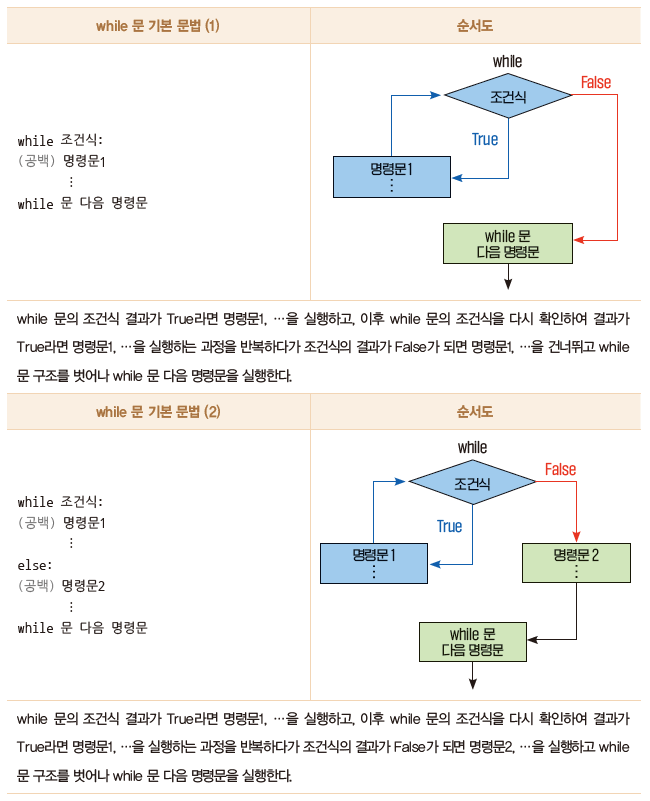 while 문 기본 문법 (1)
순서도
while 조건식:
(공백) 명령문1
⋮
while 문 다음 명령문
while
조건식
False
True
명령문1
⋮
while 문
다음 명령문
while 문의 조건식 결과가 True라면 명령문1, …을 실행하고, 이후 while 문의 조건식을 다시 확인하여 결과가
True라면 명령문1, …을 실행하는 과정을 반복하다가 조건식의 결과가 False가 되면 명령문1, …을 건너뛰고 while
문 구조를 벗어나 while 문 다음 명령문을 실행한다.
while 문 기본 문법 (2)
순서도
while 조건식:
(공백) 명령문1
⋮
else:
(공백) 명령문2
⋮
while 문 다음 명령문
while
조건식
False
True
명령문1
⋮
명령문 2
⋮
while 문
다음 명령문
while 문의 조건식 결과가 True라면 명령문1, …을 실행하고, 이후 while 문의 조건식을 다시 확인하여 결과가
True라면 명령문1, …을 실행하는 과정을 반복하다가 조건식의 결과가 False가 되면 명령문2, …을 실행하고 while
문 구조를 벗어나 while 문 다음 명령문을 실행한다.